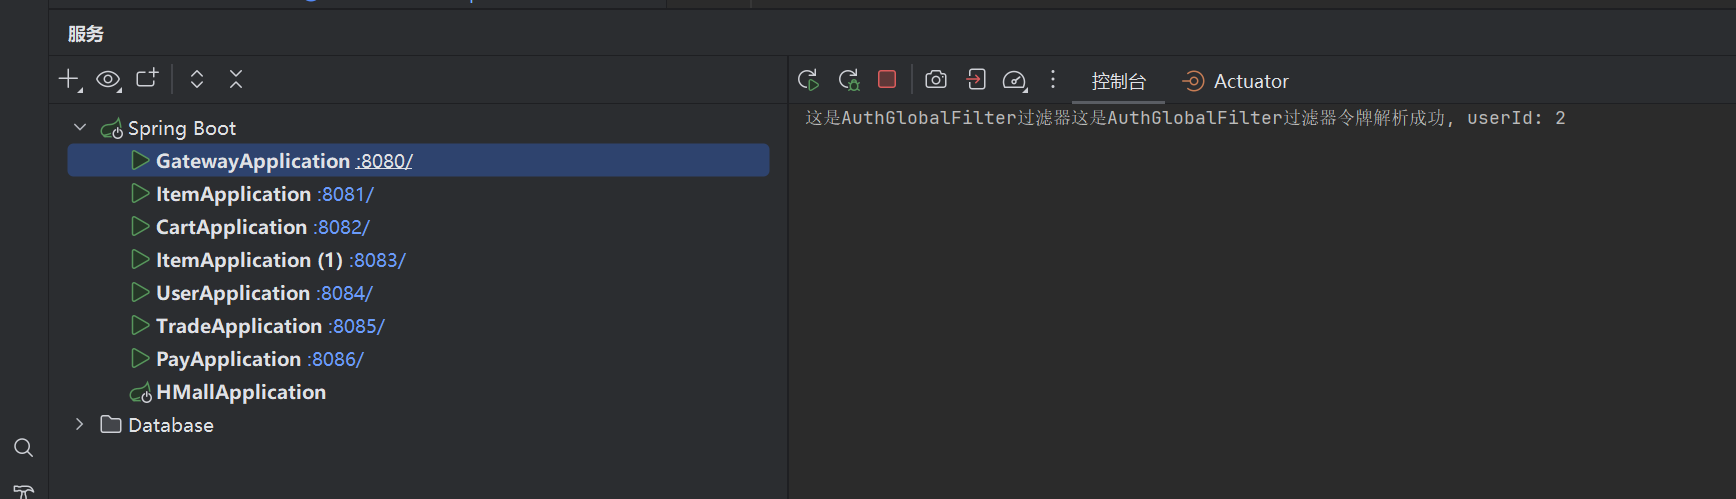 服务
控制台
Actuator
Spring Boot
GatewayApplication :8080/
ItemApplication :8081/
CartApplication :8082/
ItemApplication (1) :8083/
UserApplication :8084/
TradeApplication :8085/
PayApplication :8086/
HMallApplication
Database
这是AuthGlobalFilter过滤器这是AuthGlobalFilter过滤器令牌解析成功, userId: 2